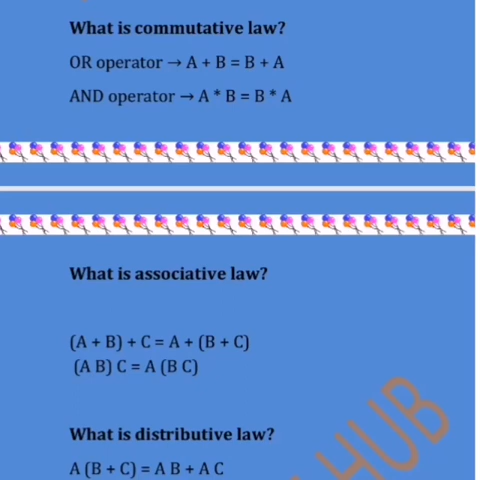 What is commutative law?
OR operator → A + B = B + A
AND operator → A * B = B * A
What is associative law?
(A + B) + C = A + (B + C)
(A B) C = A (B C)
What is distributive law?
A (B + C) = A B + A C
HUB